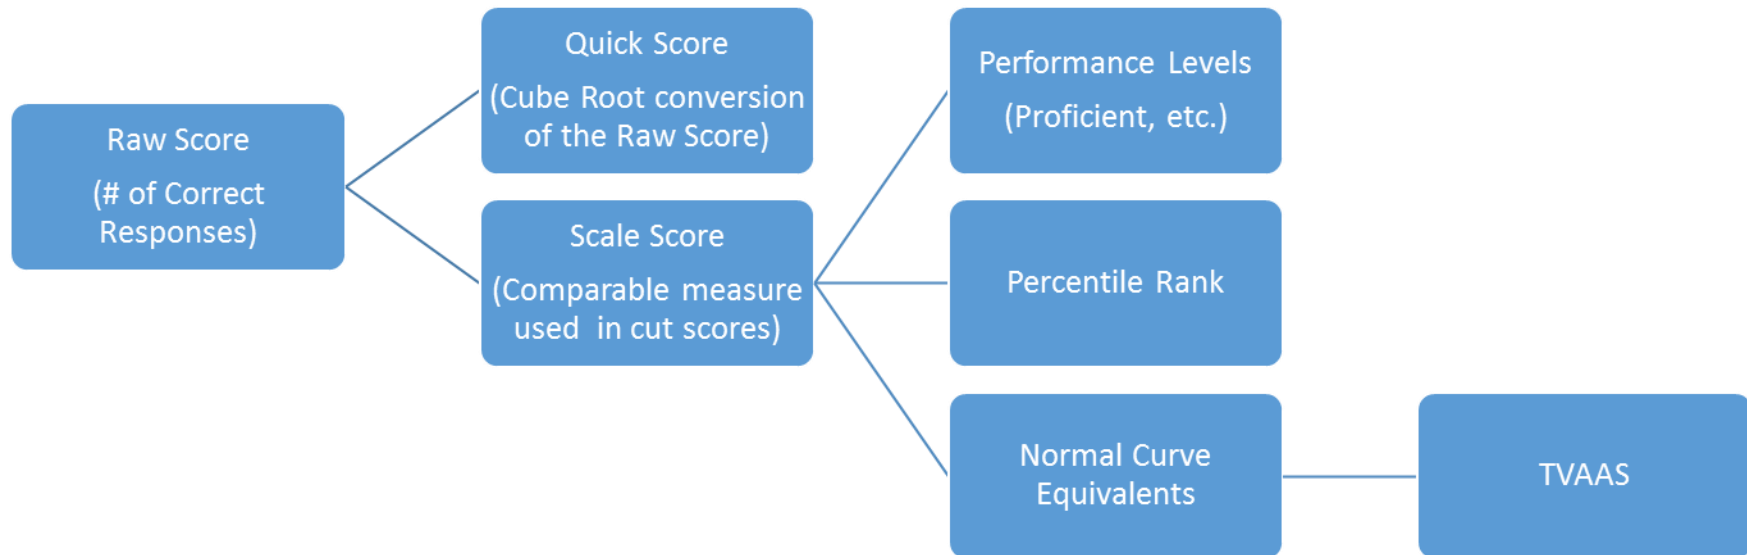 Raw Score
(# of Correct
Responses)
Quick Score
(Cube Root conversion
of the Raw Score)
Scale Score
(Comparable measure
used in cut scores)
Performance Levels
(Proficient, etc.)
Percentile Rank
Normal Curve
Equivalents
TVAAS